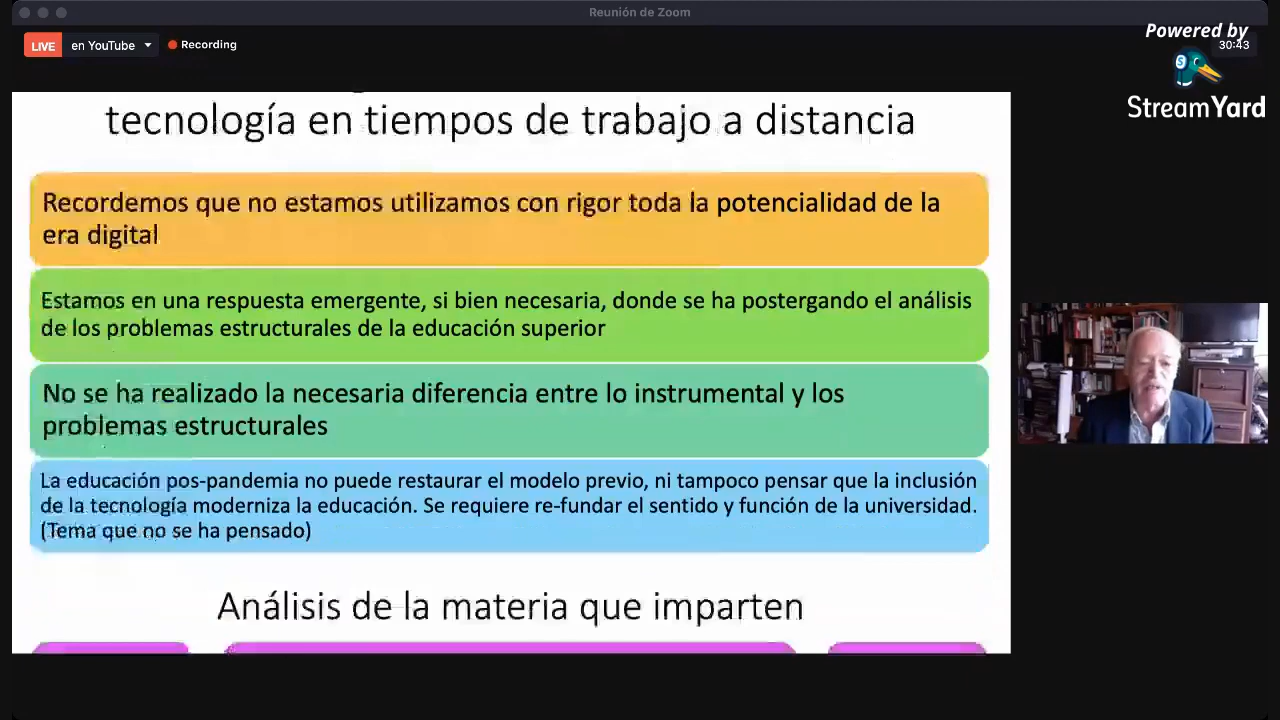 Reunión de Zoom
LIVE en YouTube
Recording
Powered by
30:43
StreamYard
tecnología en tiempos de trabajo a distancia
Recordemos que no estamos utilizamos con rigor toda la potencialidad de la
era digital
Estamos en una respuesta emergente, si bien necesaria, donde se ha postergando el análisis
de los problemas estructurales de la educación superior
No se ha realizado la necesaria diferencia entre lo instrumental y los
problemas estructurales
La educación pos-pandemia no puede restaurar el modelo previo, ni tampoco pensar que la inclusión
de la tecnología moderniza la educación. Se requiere re-fundar el sentido y función de la universidad.
(Tema que no se ha pensado)
Análisis de la materia que imparten